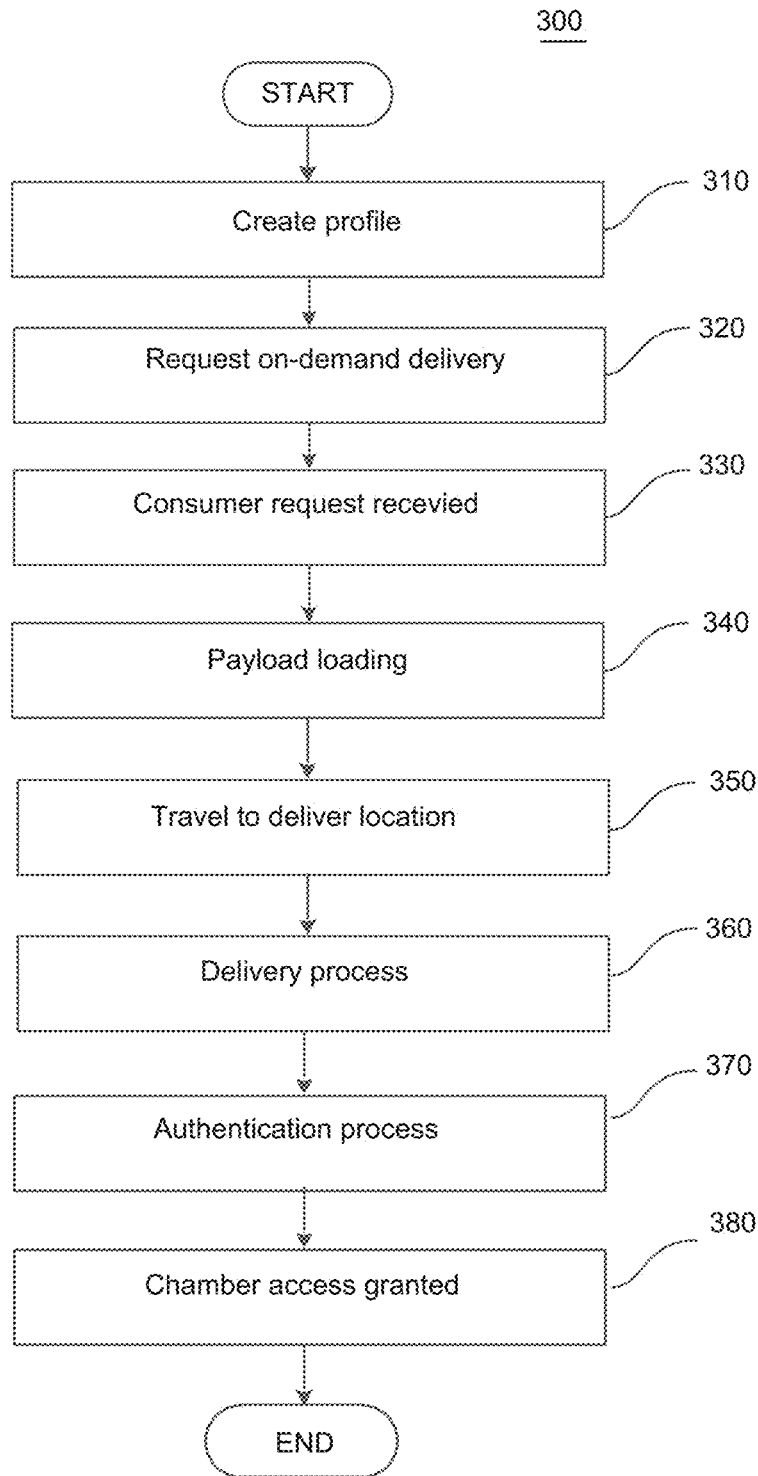 300
START
Create profile
310
Request on-demand delivery
320
Consumer request recevied
330
Payload loading
340
Travel to deliver location
350
Delivery process
360
Authentication process
370
Chamber access granted
380
END